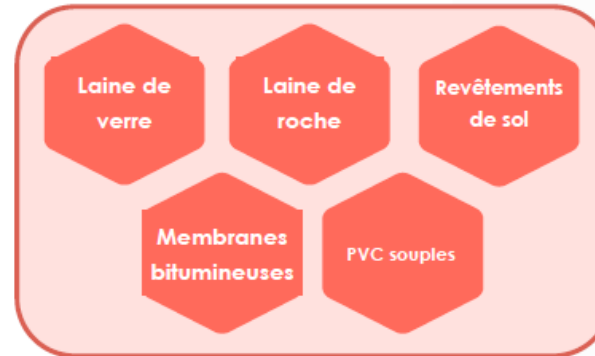 Laine de
verre
Laine de
roche
Revêtements
de sol
Membranes
bitumineuses
PVC souples